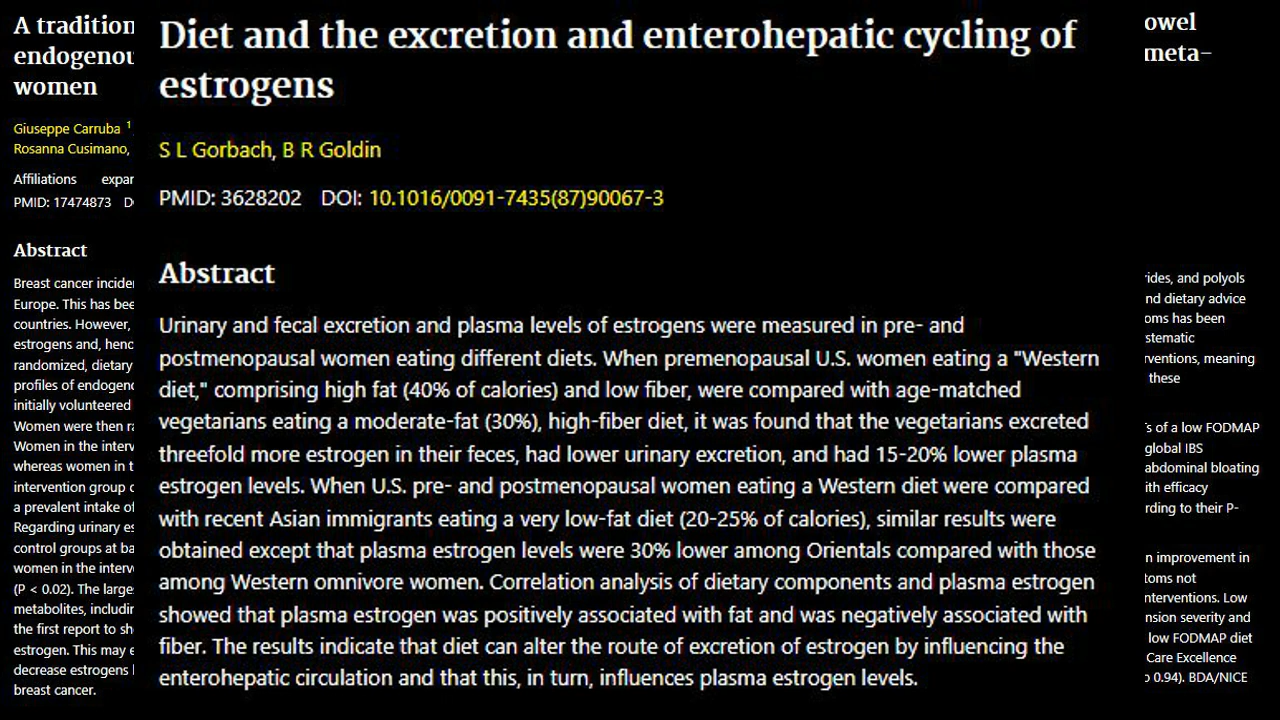 A tradition
endogenou
women
Giuseppe Carruba 1
Rosanna Cusimano,
Affiliations expan
PMID: 17474873 D
Abstract
Breast cancer incide
Europe. This has bee
countries. However,
estrogens and, henc
randomized, dietary
profiles of endogeno
initially volunteered
Women were then ra
Women in the interv
whereas women in t
intervention group c
a prevalent intake of
Regarding urinary es
control groups at ba
women in the interve
(P < 0.02). The large
metabolites, includin
the first report to sh
estrogen. This may e
decrease estrogens
breast cancer.
Diet and the excretion and enterohepatic cycling of
estrogens
S L Gorbach, B R Goldin
PMID: 3628202 DOI: 10.1016/0091-7435(87)90067-3
Abstract
Urinary and fecal excretion and plasma levels of estrogens were measured in pre- and
postmenopausal women eating different diets. When premenopausal U.S. women eating a "Western
diet," comprising high fat (40% of calories) and low fiber, were compared with age-matched
vegetarians eating a moderate-fat (30%), high-fiber diet, it was found that the vegetarians excreted
threefold more estrogen in their feces, had lower urinary excretion, and had 15-20% lower plasma
estrogen levels. When U.S. pre- and postmenopausal women eating a Western diet were compared
with recent Asian immigrants eating a very low-fat diet (20-25% of calories), similar results were
obtained except that plasma estrogen levels were 30% lower among Orientals compared with those
among Western omnivore women. Correlation analysis of dietary components and plasma estrogen
showed that plasma estrogen was positively associated with fat and was negatively associated with
fiber. The results indicate that diet can alter the route of excretion of estrogen by influencing the
enterohepatic circulation and that this, in turn, influences plasma estrogen levels.
owel
meta-
rides, and polyols
nd dietary advice
oms has been
stematic
rventions, meaning
these
s of a low FODMAP
global IBS
abdominal bloating
ith efficacy
rding to their P-
n improvement in
toms not
nterventions. Low
nsion severity and
low FODMAP diet
Care Excellence
0.94). BDA/NICE